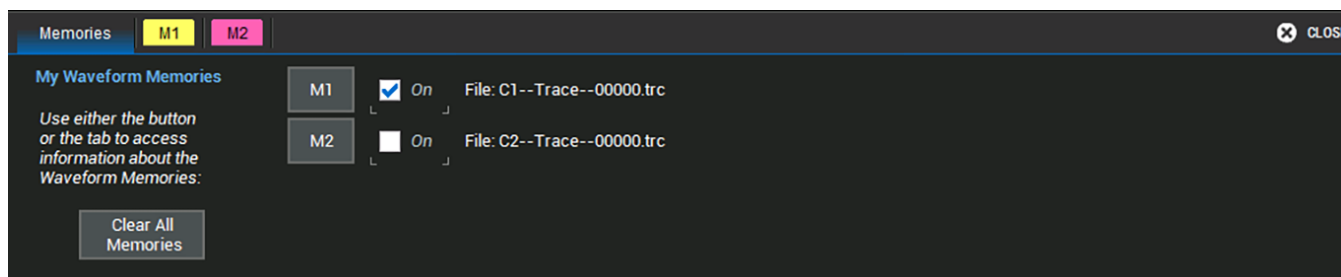 Memories M1 M2 CLOS
My Waveform Memories
M1 On File: C1--Trace--00000.trc
Use either the button
or the tab to access
information about the
Waveform Memories:
M2 On File: C2--Trace--00000.trc
Clear All
Memories